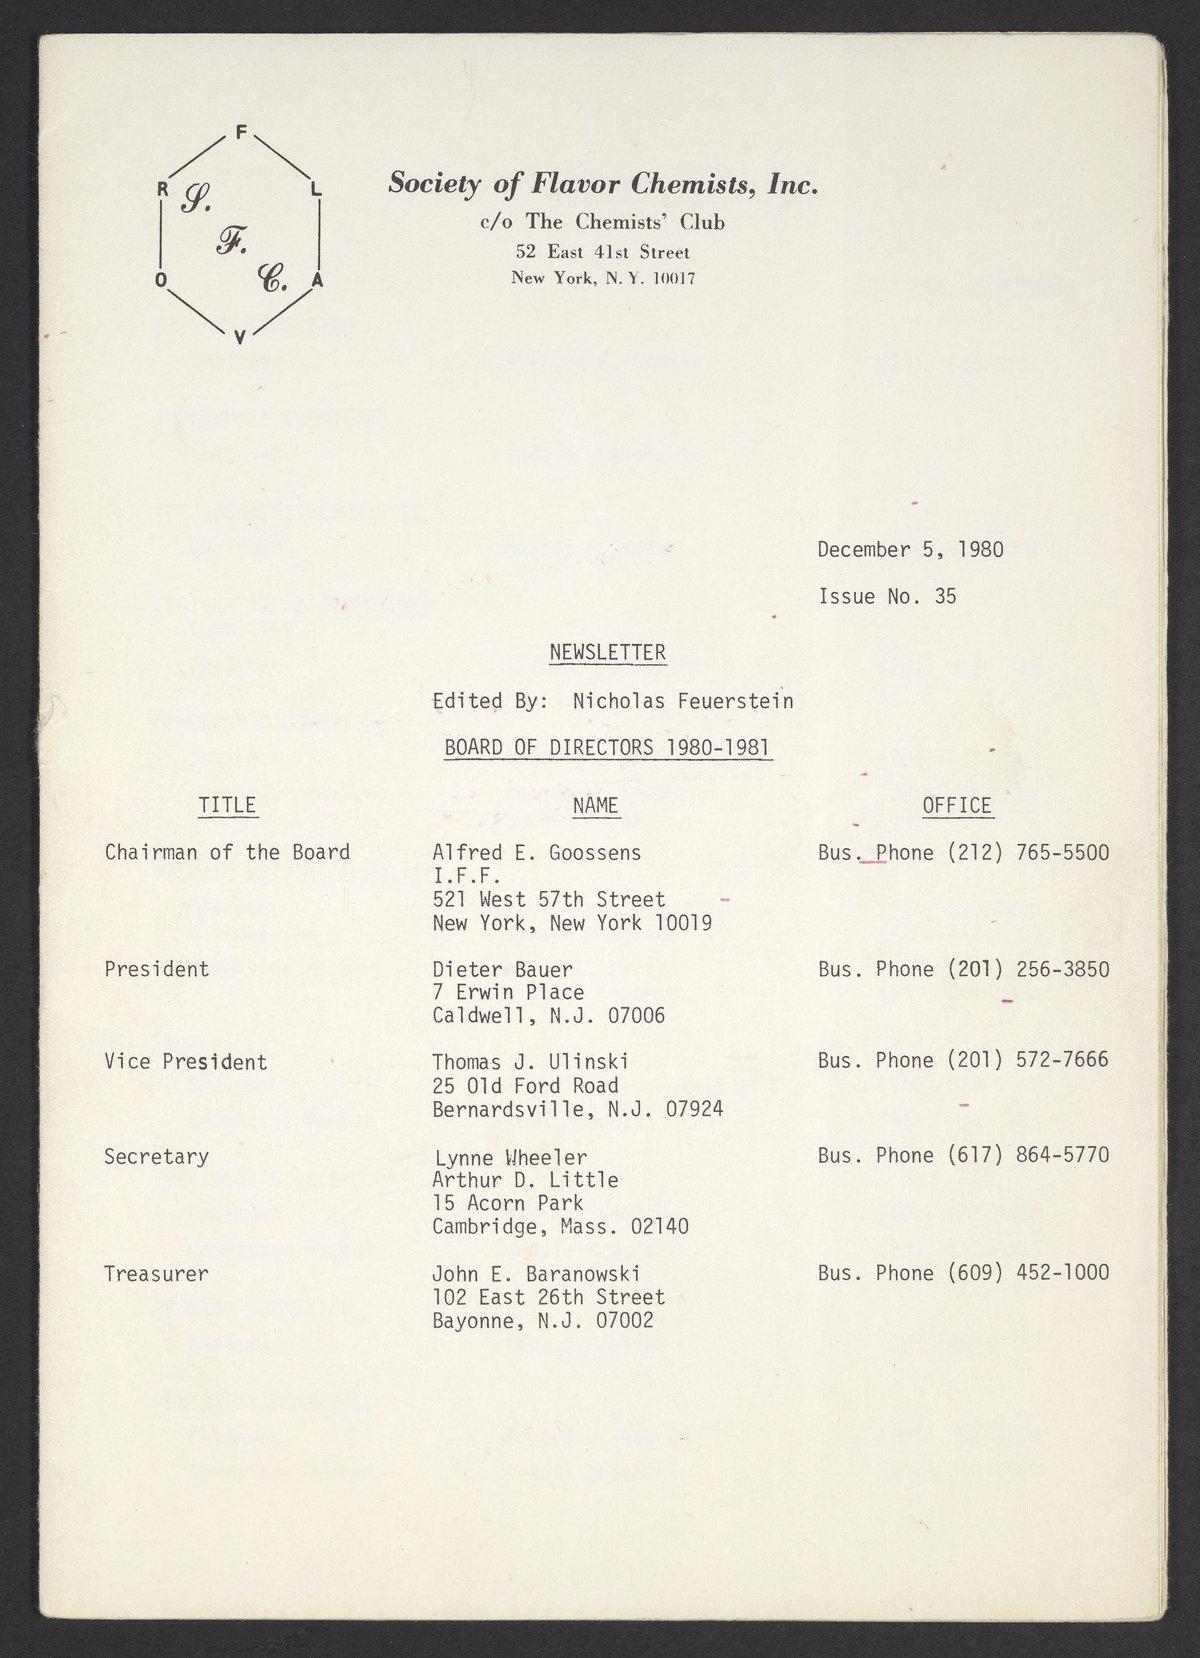 F
R L
S.
F.
C.
O A
V
Society of Flavor Chemists, Inc.
c/o The Chemists' Club
52 East 41st Street
New York, N. Y. 10017
December 5, 1980
Issue No. 35
NEWSLETTER
Edited By: Nicholas Feuerstein
BOARD OF DIRECTORS 1980-1981
TITLE NAME OFFICE
Chairman of the Board Alfred E. Goossens Bus. Phone (212) 765-5500
I.F.F.
521 West 57th Street
New York, New York 10019
President Dieter Bauer Bus. Phone (201) 256-3850
7 Erwin Place
Caldwell, N.J. 07006
Vice President Thomas J. Ulinski Bus. Phone (201) 572-7666
25 Old Ford Road
Bernardsville, N.J. 07924
Secretary Lynne Wheeler Bus. Phone (617) 864-5770
Arthur D. Little
15 Acorn Park
Cambridge, Mass. 02140
Treasurer John E. Baranowski Bus. Phone (609) 452-1000
102 East 26th Street
Bayonne, N.J. 07002